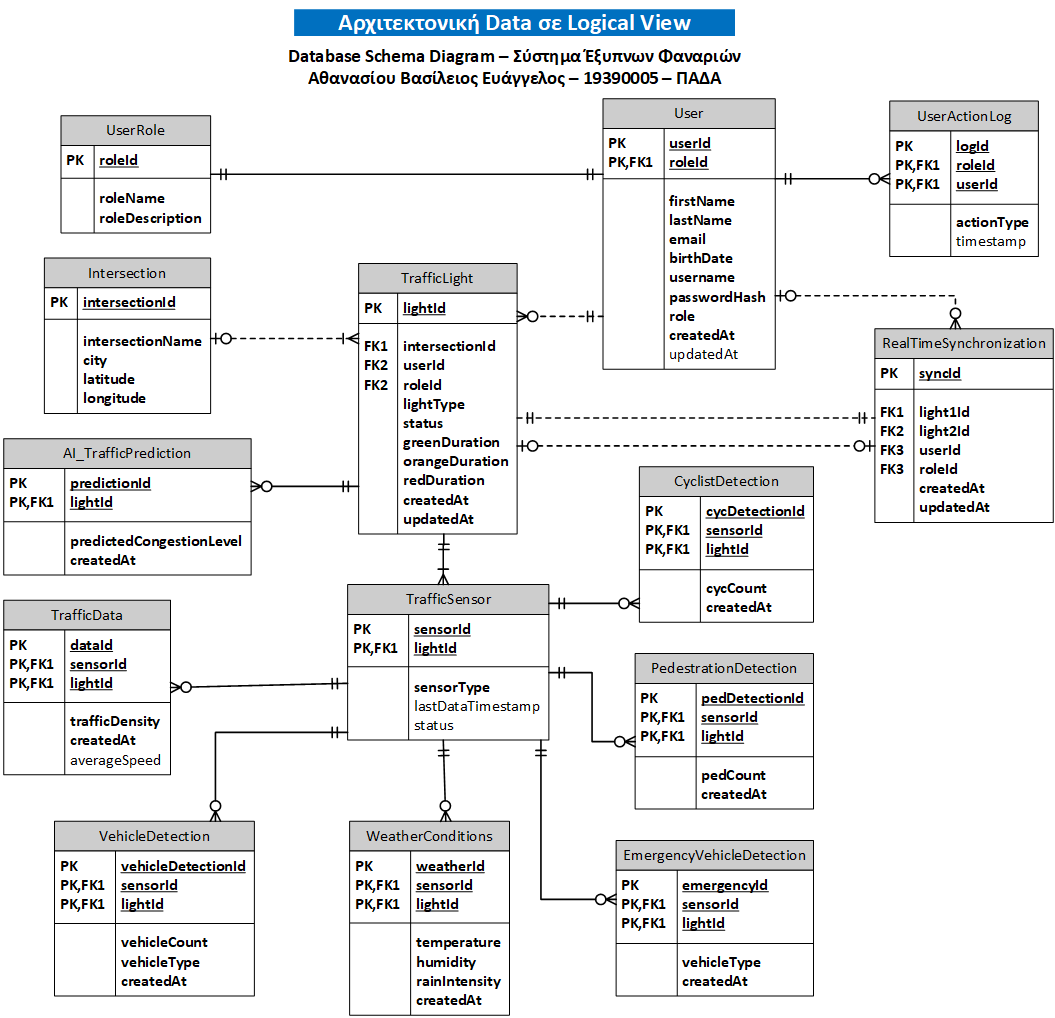 Αρχιτεκτονική Data σε Logical View
Database Schema Diagram – Σύστημα Έξυπνων Φαναριών
Αθανασίου Βασίλειος Ευάγγελος – 19390005 – ΠΑΔΑ
UserRole
PK roleId
roleName
roleDescription
User
PK userId
PK,FK1 roleId
firstName
lastName
email
birthDate
username
passwordHash
role
createdAt
updatedAt
UserActionLog
PK logId
PK,FK1 roleId
PK,FK1 userId
actionType
timestamp
Intersection
PK intersectionId
intersectionName
city
latitude
longitude
TrafficLight
PK lightId
FK1 intersectionId
FK2 userId
FK2 roleId
lightType
status
greenDuration
orangeDuration
redDuration
createdAt
updatedAt
RealTimeSynchronization
PK syncId
FK1 light1Id
FK2 light2Id
FK3 userId
FK3 roleId
createdAt
updatedAt
AI_TrafficPrediction
PK predictionId
PK,FK1 lightId
predictedCongestionLevel
createdAt
CyclistDetection
PK cycDetectionId
PK,FK1 sensorId
PK,FK1 lightId
cycCount
createdAt
TrafficData
PK dataId
PK,FK1 sensorId
PK,FK1 lightId
trafficDensity
createdAt
averageSpeed
TrafficSensor
PK sensorId
PK,FK1 lightId
sensorType
lastDataTimestamp
status
PedestrationDetection
PK pedDetectionId
PK,FK1 sensorId
PK,FK1 lightId
pedCount
createdAt
VehicleDetection
PK vehicleDetectionId
PK,FK1 sensorId
PK,FK1 lightId
vehicleCount
vehicleType
createdAt
WeatherConditions
PK weatherId
PK,FK1 sensorId
PK,FK1 lightId
temperature
humidity
rainIntensity
createdAt
EmergencyVehicleDetection
PK emergencyId
PK,FK1 sensorId
PK,FK1 lightId
vehicleType
createdAt